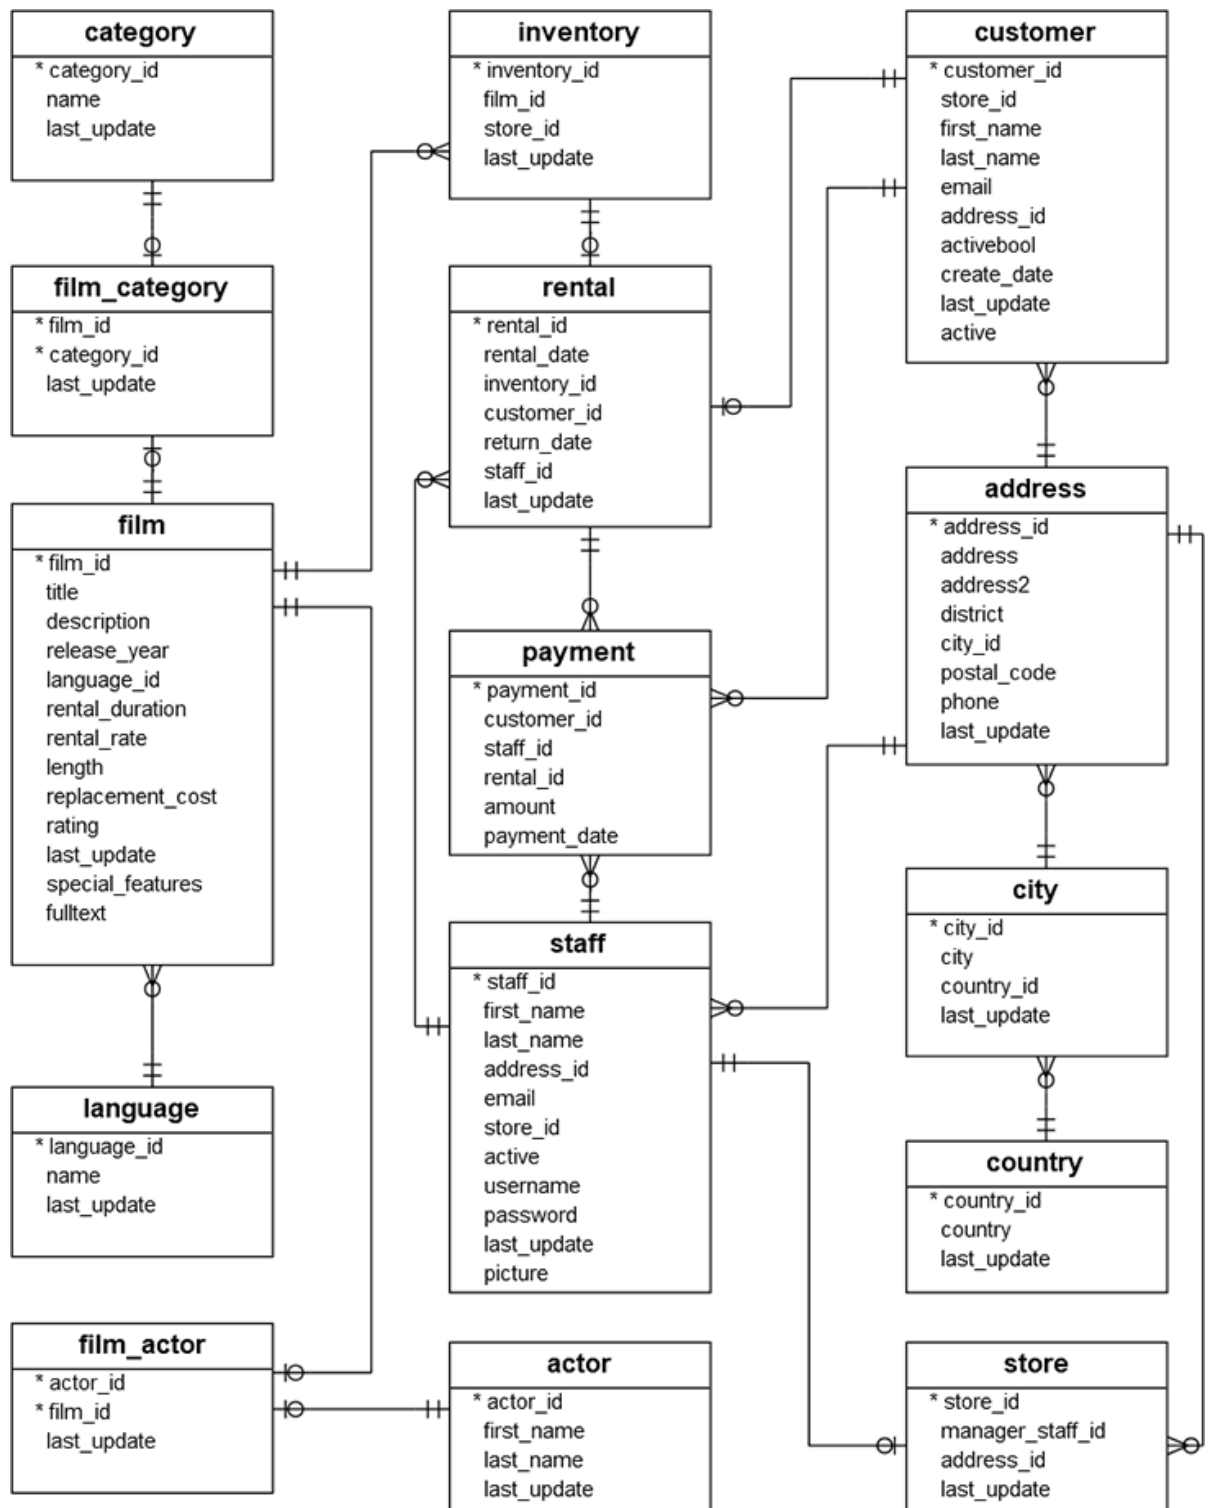 category
* category_id
name
last_update
film_category
* film_id
* category_id
last_update
film
* film_id
title
description
release_year
language_id
rental_duration
rental_rate
length
replacement_cost
rating
last_update
special_features
fulltext
language
* language_id
name
last_update
film_actor
* actor_id
* film_id
last_update
inventory
* inventory_id
film_id
store_id
last_update
rental
* rental_id
rental_date
inventory_id
customer_id
return_date
staff_id
last_update
payment
* payment_id
customer_id
staff_id
rental_id
amount
payment_date
staff
* staff_id
first_name
last_name
address_id
email
store_id
active
username
password
last_update
picture
actor
* actor_id
first_name
last_name
last_update
customer
* customer_id
store_id
first_name
last_name
email
address_id
activebool
create_date
last_update
active
address
* address_id
address
address2
district
city_id
postal_code
phone
last_update
city
* city_id
city
country_id
last_update
country
* country_id
country
last_update
store
* store_id
manager_staff_id
address_id
last_update